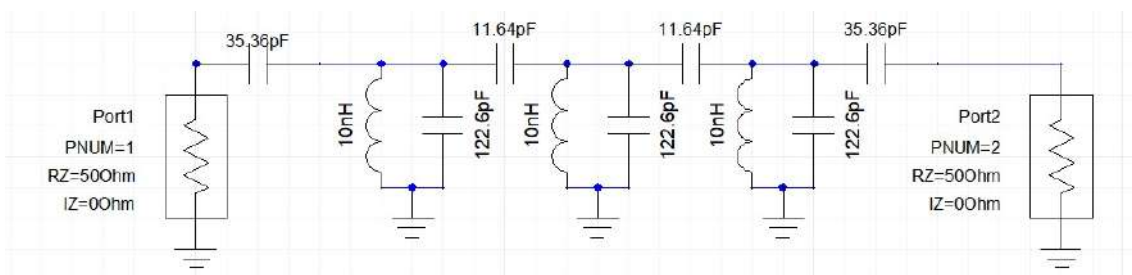 35.36pF
11.64pF
11.64pF
35.36pF
Port1
PNUM=1
RZ=50Ohm
IZ=0Ohm
10nH
122.6pF
10nH
122.6pF
10nH
122.6pF
Port2
PNUM=2
RZ=50Ohm
IZ=0Ohm